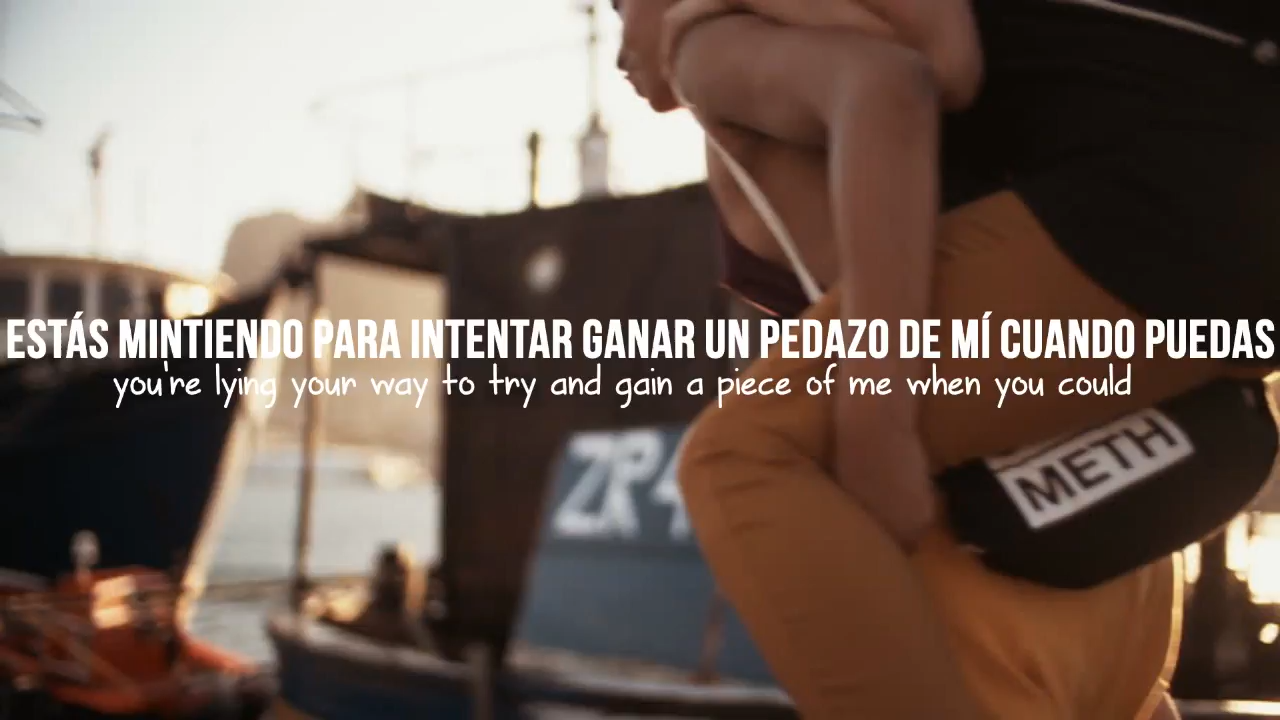 ESTÁS MINTIENDO PARA INTENTAR GANAR UN PEDAZO DE MÍ CUANDO PUEDAS
you're lying your way to try and gain a piece of me when you could
ZR4
METH